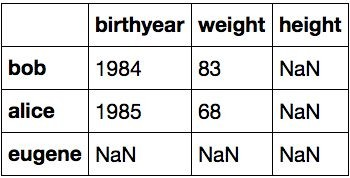 birthyear weight height
bob 1984 83 NaN
alice 1985 68 NaN
eugene NaN NaN NaN